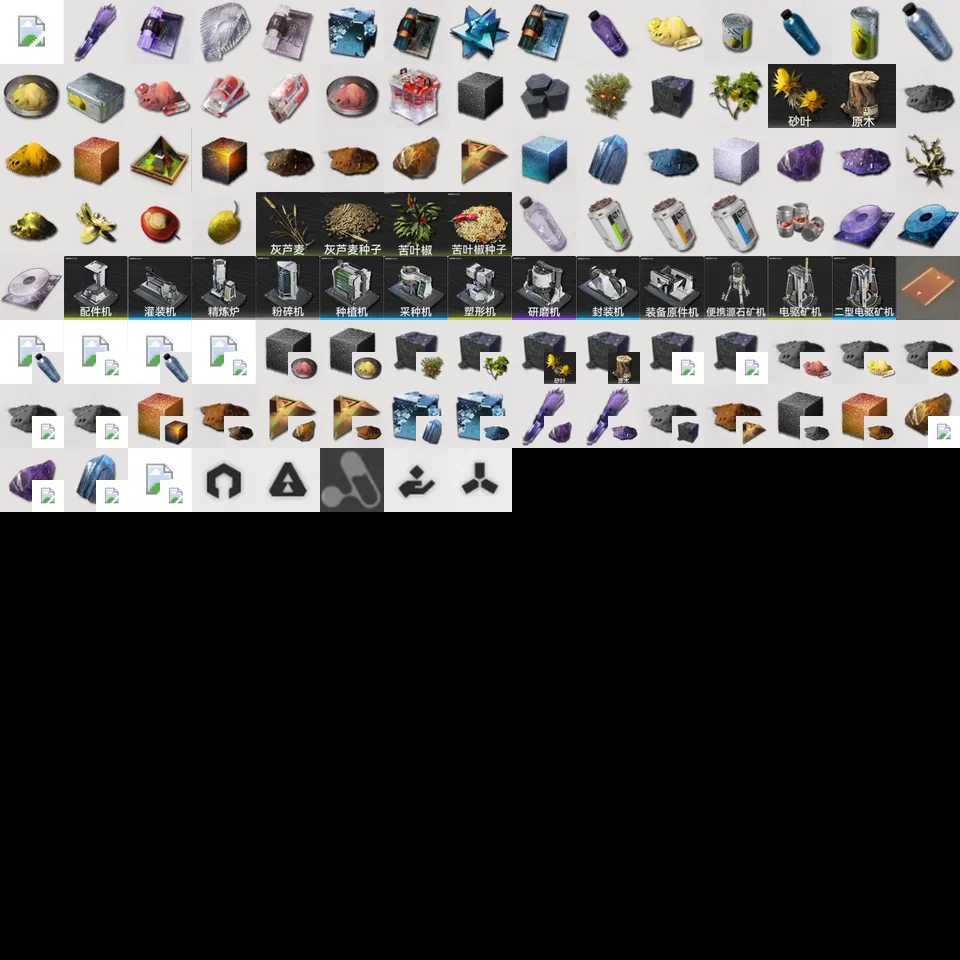 砂叶
原木
灰芦麦
灰芦麦种子
苦叶椒
苦叶椒种子
配件机
灌装机
精炼炉
粉碎机
种植机
采种机
塑形机
研磨机
封装机
装备原件机
便携源石矿机
电驱矿机
二型电驱矿机
砂叶
原木